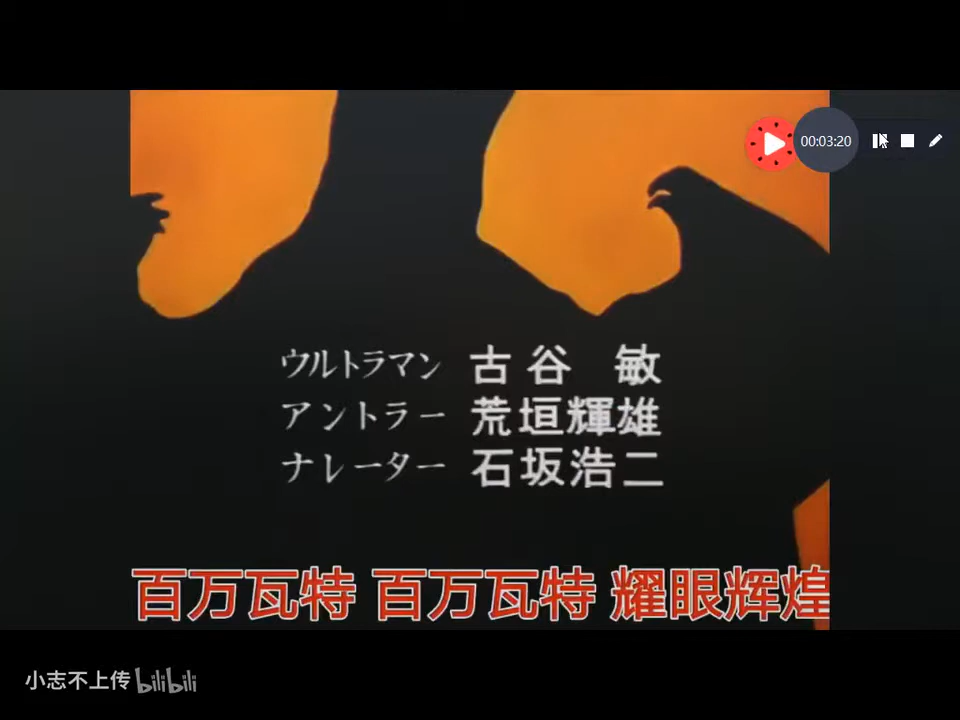 00:03:20
ウルトラマン 古谷 敏
アントラー 荒垣輝雄
ナレーター 石坂浩二
百万瓦特 百万瓦特 耀眼辉煌
小志不上传 bilibili